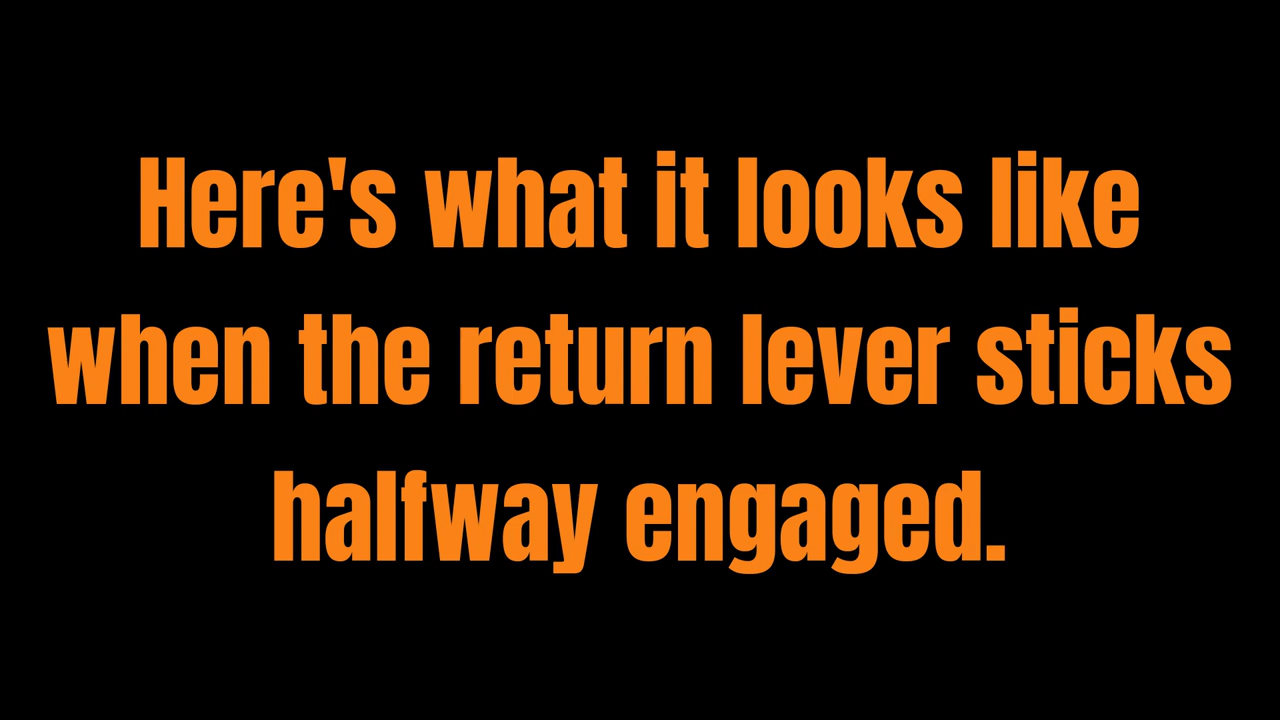 Here's what it looks like
when the return lever sticks
halfway engaged.